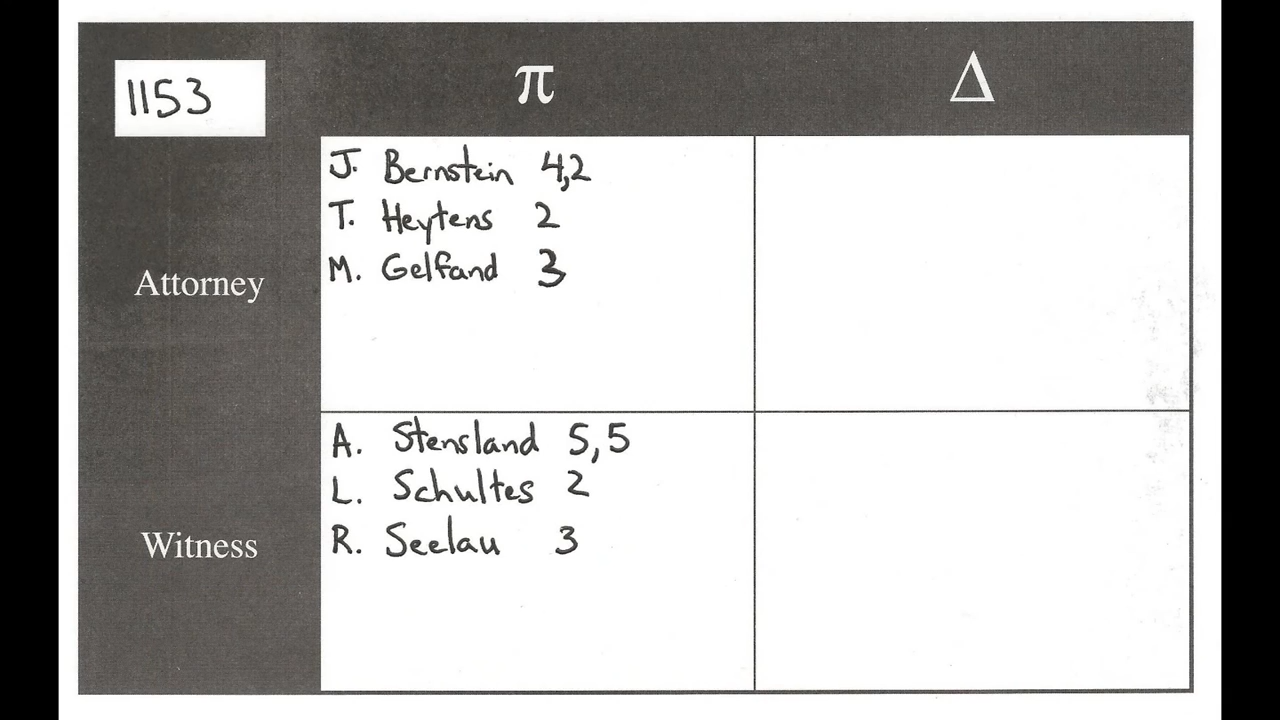 1153
π
Δ
Attorney
J. Bernstein 4,2
T. Heytens 2
M. Gelfand 3
Witness
A. Stensland 5,5
L. Schultes 2
R. Seelau 3